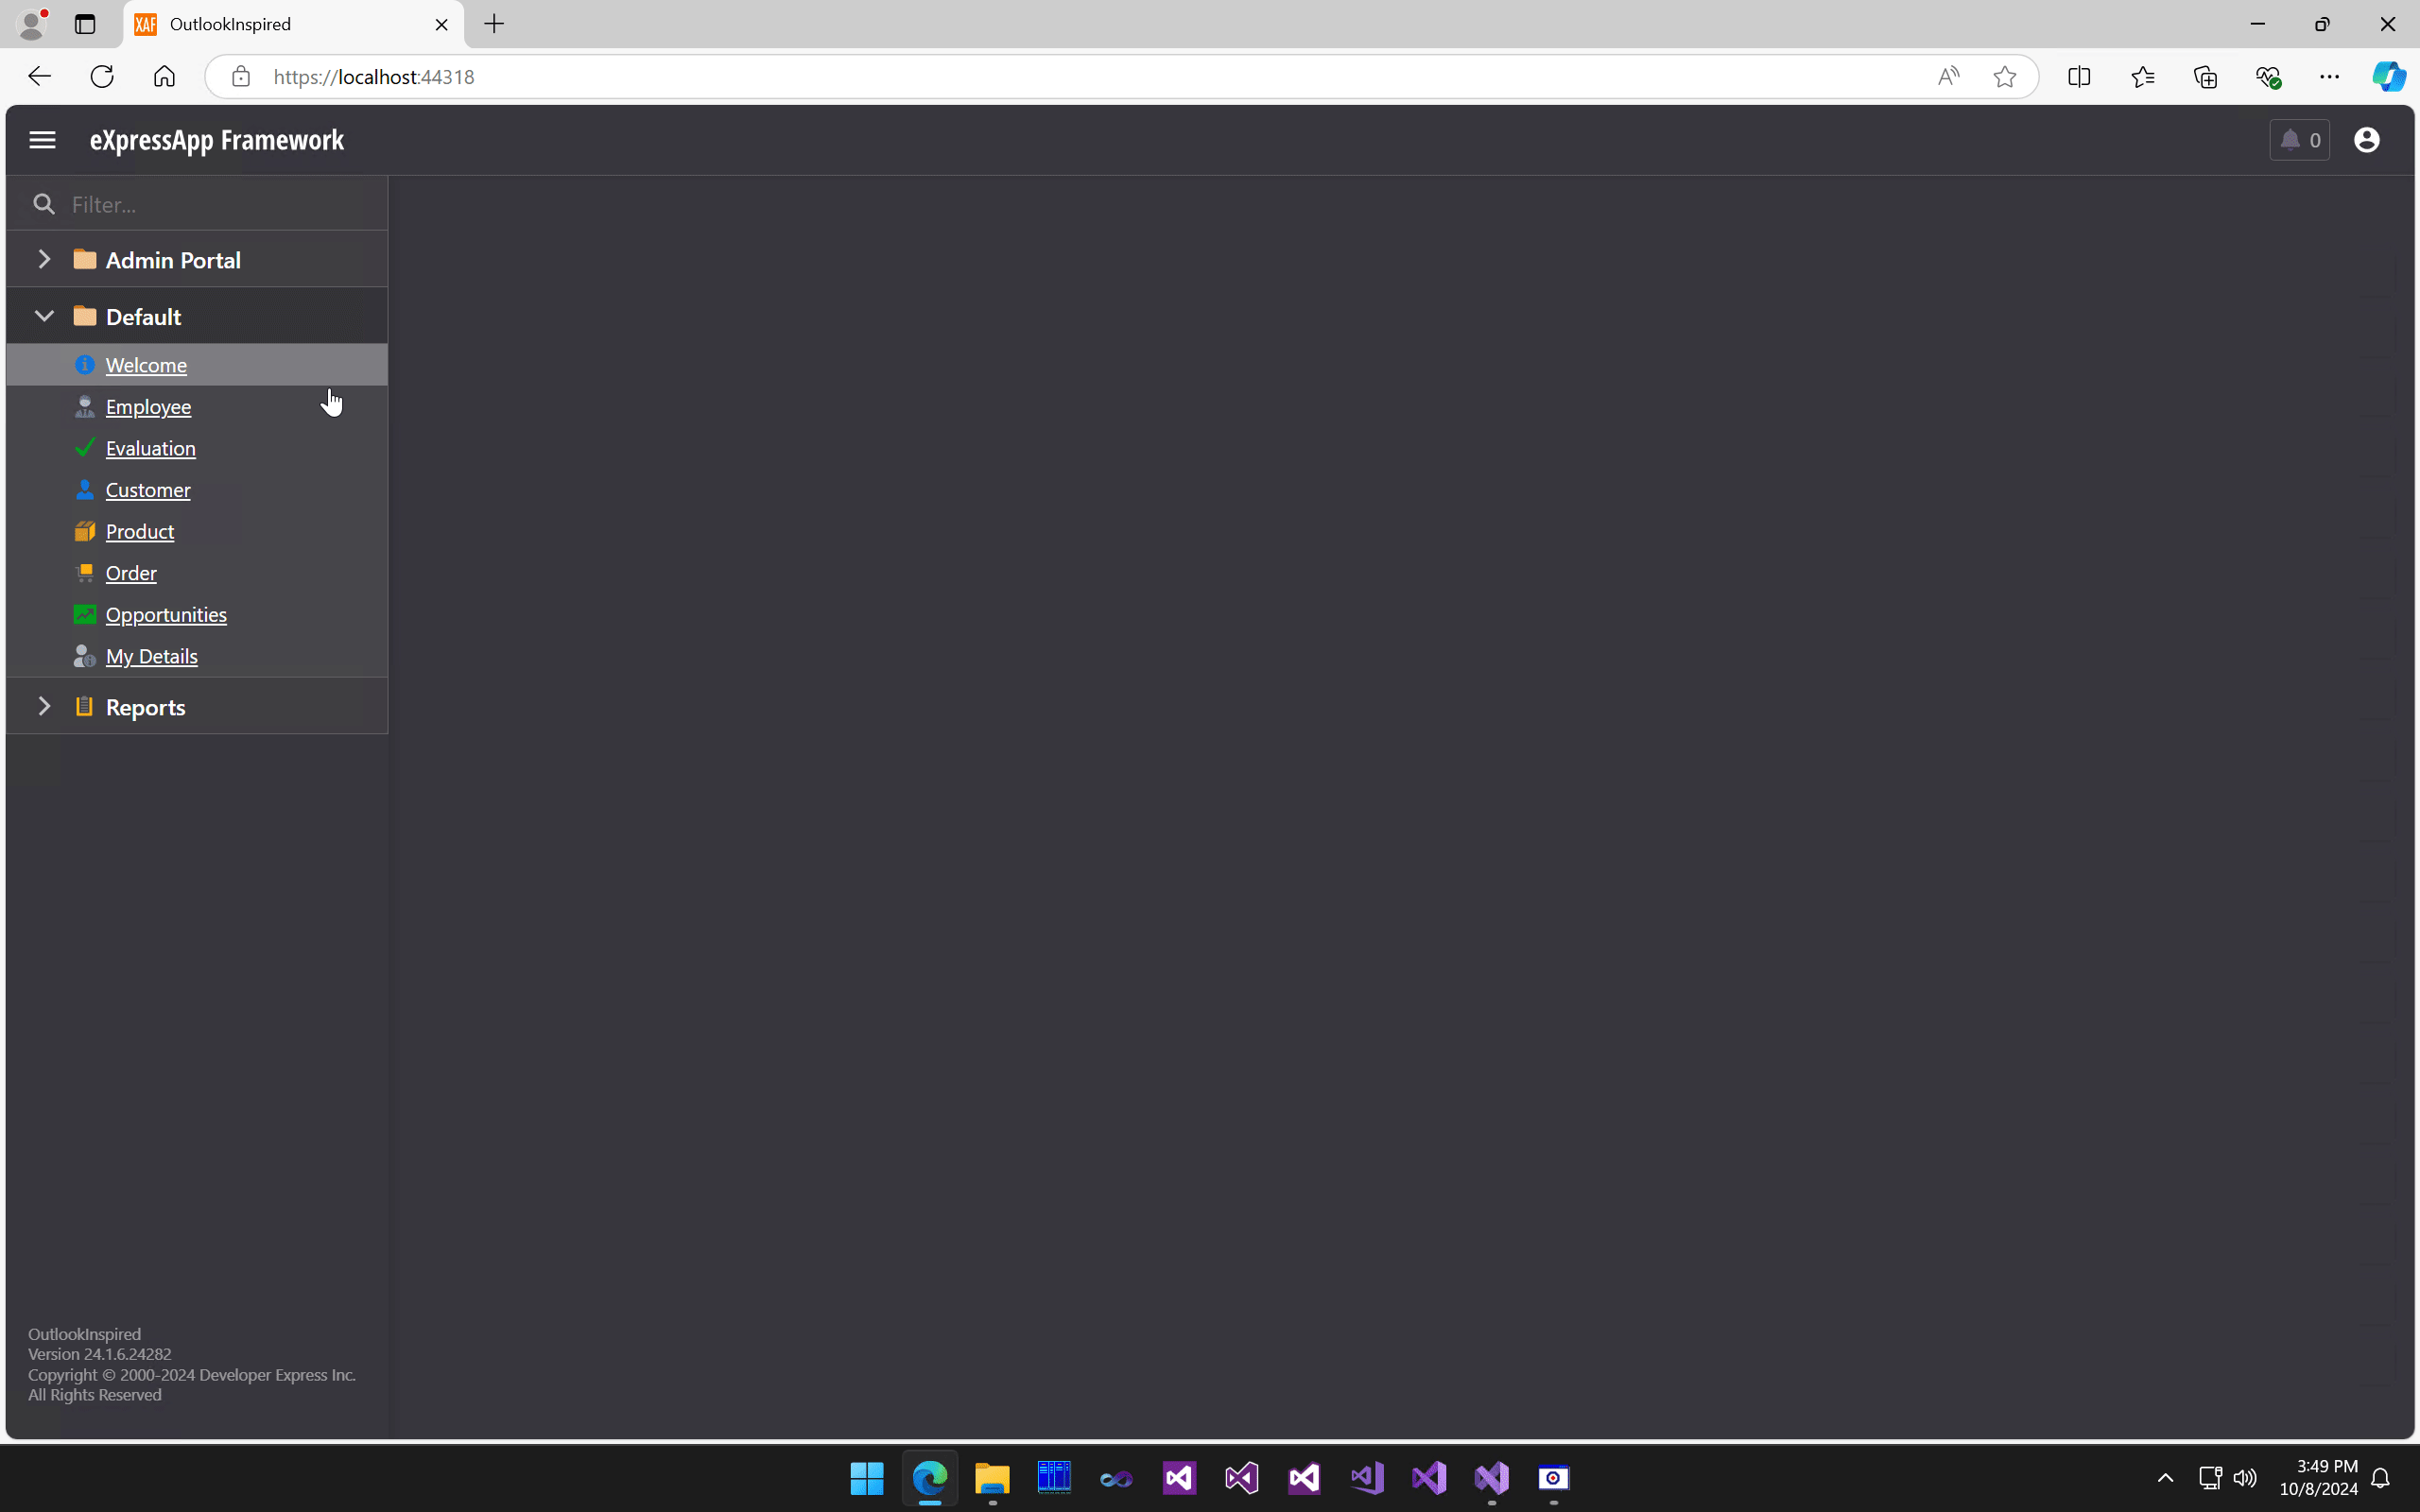 XAF OutlookInspired
https://localhost:44318
eXpressApp Framework
0
Filter...
Admin Portal
Default
Welcome
Employee
Evaluation
Customer
Product
Order
Opportunities
My Details
Reports
OutlookInspired
Version 24.1.6.24282
Copyright © 2000-2024 Developer Express Inc.
All Rights Reserved
3:49 PM
10/8/2024